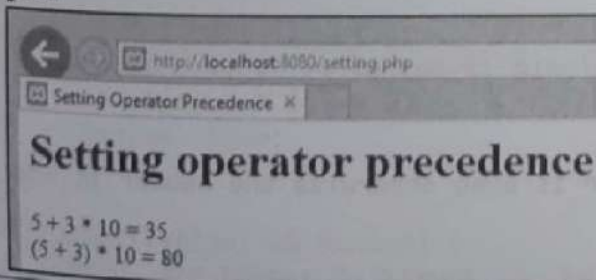 http://localhost:8080/setting.php
Setting Operator Precedence ×
Setting operator precedence
5 + 3 * 10 = 35
(5 + 3) * 10 = 80